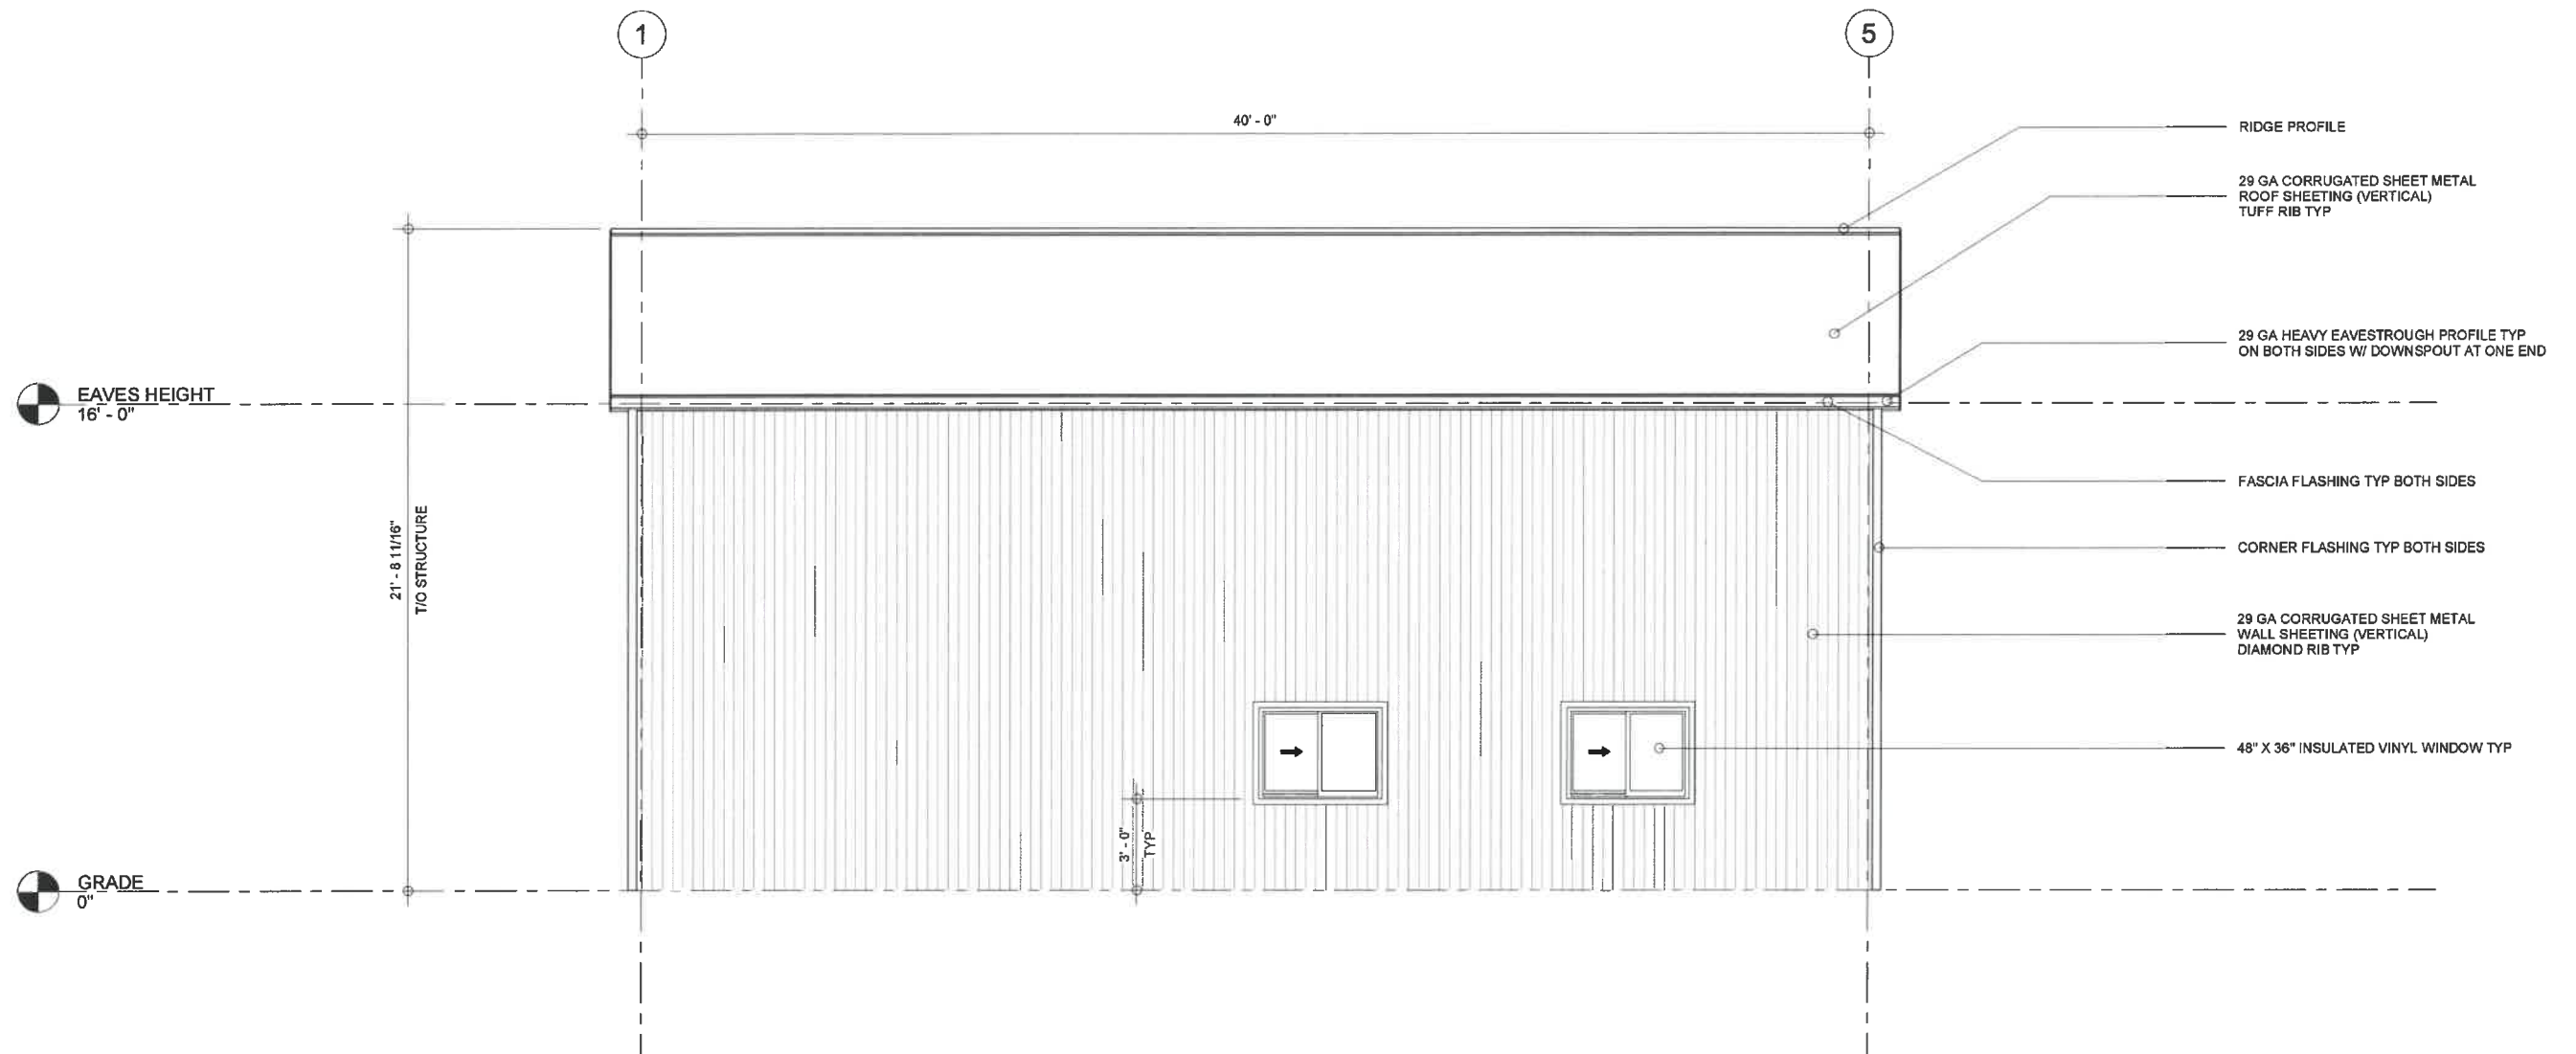 1
5
40' - 0"
RIDGE PROFILE
29 GA CORRUGATED SHEET METAL
ROOF SHEETING (VERTICAL)
TUFF RIB TYP
29 GA HEAVY EAVESTROUGH PROFILE TYP
ON BOTH SIDES W/ DOWNSPOUT AT ONE END
EAVES HEIGHT
16' - 0"
FASCIA FLASHING TYP BOTH SIDES
21' - 8 11/16"
T/O STRUCTURE
CORNER FLASHING TYP BOTH SIDES
29 GA CORRUGATED SHEET METAL
WALL SHEETING (VERTICAL)
DIAMOND RIB TYP
48" X 36" INSULATED VINYL WINDOW TYP
3' - 0"
TYP
GRADE
0"